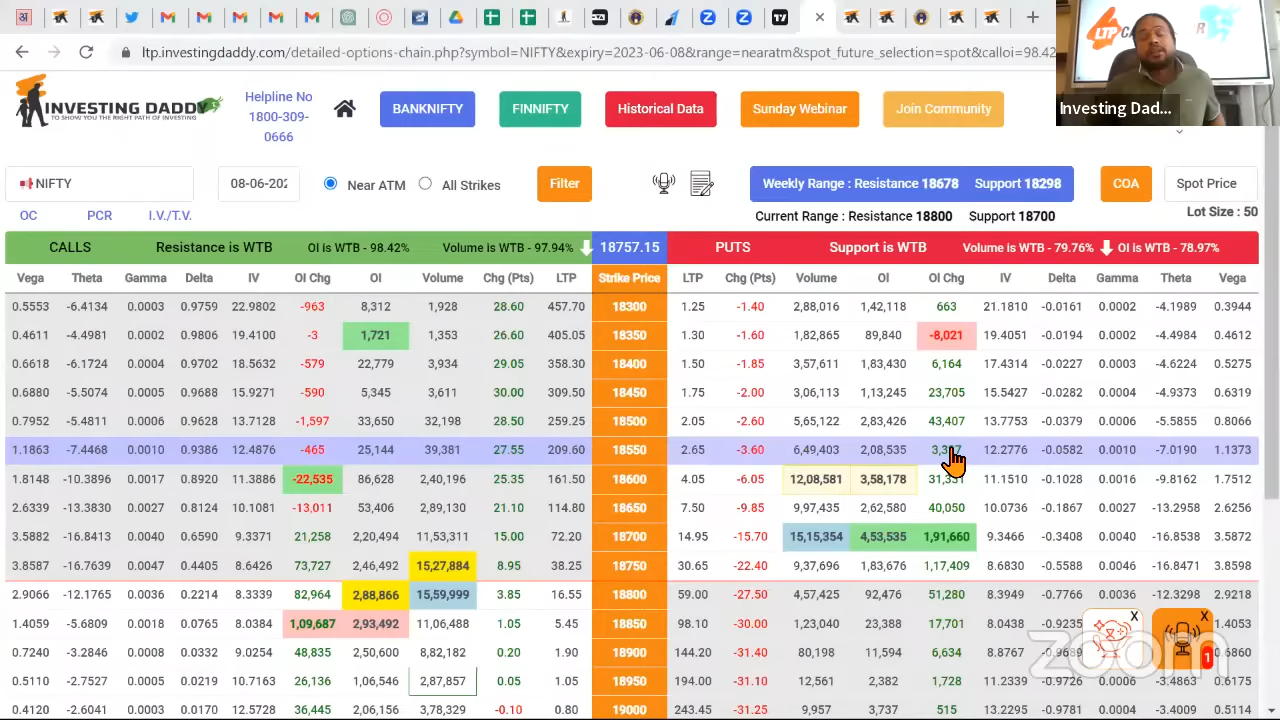 अ
ltp.investingdaddy.com/detailed-options-chain.php?symbol=NIFTY&expiry=2023-06-08&range=nearatm&spot_future_selection=spot&calloi=98.42
LTP CA R
Investing Dad...
INVESTING DADDY
TO SHOW YOU THE RIGHT PATH OF INVESTING
Helpline No
1800-309-
0666
BANKNIFTY
FINNIFTY
Historical Data
Sunday Webinar
Join Community
NIFTY
08-06-202
Near ATM
All Strikes
Filter
Weekly Range : Resistance 18678 Support 18298
COA
Spot Price
OC PCR I.V./T.V.
Current Range : Resistance 18800 Support 18700
Lot Size : 50
CALLS Resistance is WTB OI is WTB - 98.42% Volume is WTB - 97.94% 18757.15 PUTS Support is WTB Volume is WTB - 79.76% OI is WTB - 78.97%
Vega Theta Gamma Delta IV OI Chg OI Volume Chg (Pts) LTP Strike Price LTP Chg (Pts) Volume OI OI Chg IV Delta Gamma Theta Vega
0.5553 -6.4134 0.0003 0.9759 22.9802 -963 8,312 1,928 28.60 457.70 18300 1.25 -1.40 2,88,016 1,42,118 663 21.1810 -0.0161 0.0002 -4.1989 0.3944
0.4611 -4.4981 0.0002 0.9806 19.4100 -3 1,721 1,353 26.60 405.05 18350 1.30 -1.60 1,82,865 89,840 -8,021 19.4051 -0.0194 0.0002 -4.4984 0.4612
0.6618 -6.1724 0.0004 0.9702 18.5632 -579 22,779 3,934 29.05 358.30 18400 1.50 -1.85 3,57,611 1,83,430 6,164 17.4314 -0.0227 0.0003 -4.6224 0.5275
0.6880 -5.5074 0.0005 0.9658 15.9271 -590 5,345 3,611 30.00 309.50 18450 1.75 -2.00 3,06,113 1,13,245 23,705 15.5427 -0.0282 0.0004 -4.9373 0.6319
0.7952 -5.4811 0.0006 0.9628 13.7128 -1,597 33,650 32,198 28.50 259.25 18500 2.05 -2.60 5,65,122 2,83,426 43,407 13.7753 -0.0379 0.0006 -5.5855 0.8066
1.1863 -7.4468 0.0010 0.9386 12.4876 -465 25,144 39,381 27.55 209.60 18550 2.65 -3.60 6,49,403 2,08,535 12.2776 -0.0582 0.0010 -7.0190 1.1373
1.8148 -10.3896 0.0017 0.8920 11.3886 -22,535 86,628 2,40,196 25.35 161.50 18600 4.05 -6.05 12,08,581 3,58,178 11.1510 -0.1028 0.0016 -9.8162 1.7512
2.6339 -13.3830 0.0027 0.8124 10.1081 -13,011 53,406 2,89,130 21.10 114.80 18650 7.50 -9.85 9,97,435 2,62,580 40,050 10.0736 -0.1867 0.0027 -13.2958 2.6256
3.5882 -16.8413 0.0040 0.6590 9.3371 21,258 2,20,494 11,53,311 15.00 72.20 18700 14.95 -15.70 15,15,354 4,53,535 1,91,660 9.3466 -0.3408 0.0040 -16.8538 3.5872
3.8587 -16.7639 0.0047 0.4405 8.6426 73,727 2,46,492 15,27,884 8.95 38.25 18750 30.65 -22.40 9,37,696 1,83,676 1,17,409 8.6830 -0.5588 0.0046 -16.8471 3.8598
2.9066 -12.1765 0.0036 0.2214 8.3339 82,964 2,88,866 15,59,999 3.85 16.55 18800 59.00 -27.50 4,57,425 92,476 51,280 8.3949 -0.7766 0.0036 -12.3298 2.9218
1.4059 -5.6809 0.0018 0.0765 8.0384 1,09,687 2,93,492 11,06,488 1.05 5.45 18850 98.10 -30.00 1,23,040 23,388 17,701 8.0438 -0.9235 X X 1.4053
0.7240 -3.2846 0.0008 0.0332 9.0254 48,835 2,50,600 8,82,182 0.20 1.90 18900 144.20 -31.40 80,198 11,594 6,634 8.8767 1 .6860
zoom
0.5110 -2.7527 0.0005 0.0219 10.7163 26,136 1,06,546 2,87,857 0.05 1.05 18950 194.00 -31.10 12,561 2,382 1,728 11.2339 -0.9726 0.0006 -3.4863 0.6175
0.4120 -2.6041 0.0003 0.0170 12.5728 36,445 2,06,156 3,78,329 -0.10 0.80 19000 243.45 -31.25 9,957 3,737 515 13.2295 -0.9781 0.0004 -3.4009 0.5114